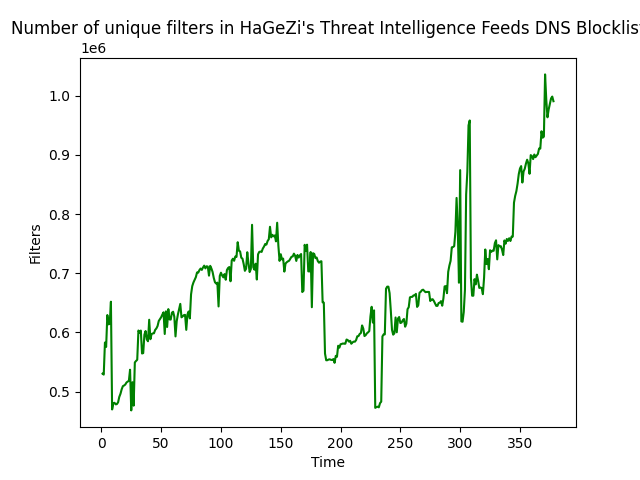 Number of unique filters in HaGeZi's Threat Intelligence Feeds DNS Blocklist
1e6
1.0
0.9
0.8
0.7
0.6
0.5
Filters
0 50 100 150 200 250 300 350
Time